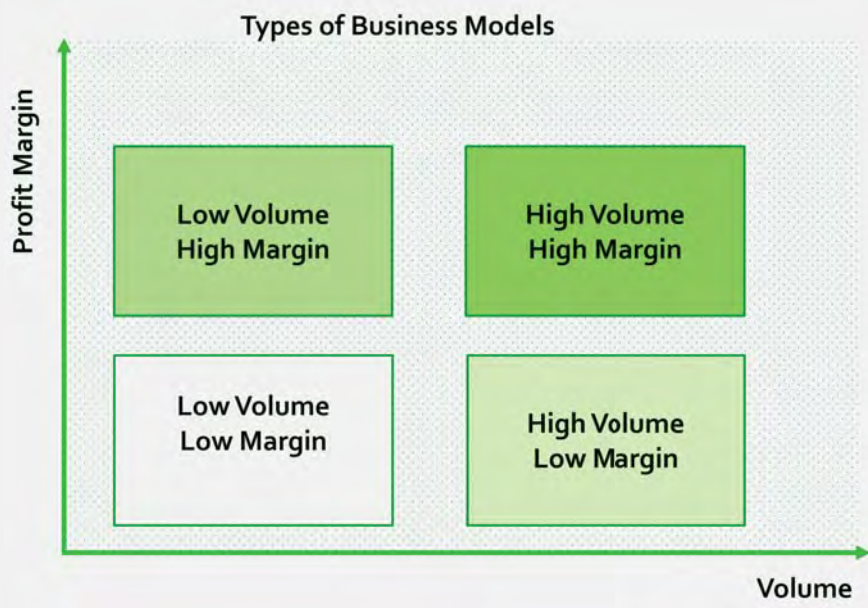 Types of Business Models
Profit Margin
Low Volume
High Margin
High Volume
High Margin
Low Volume
Low Margin
High Volume
Low Margin
Volume